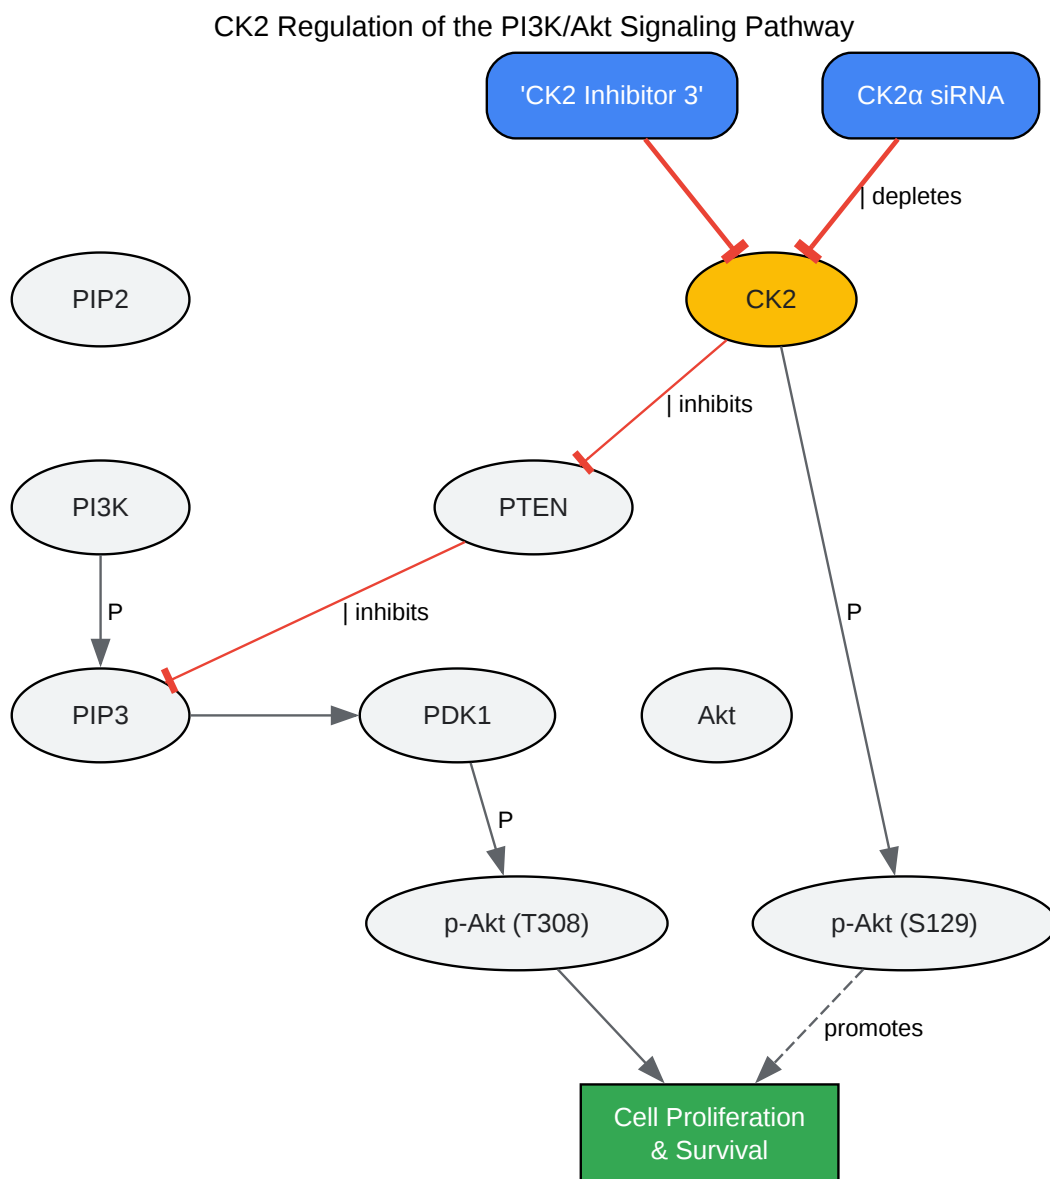 CK2 Regulation of the PI3K/Akt Signaling Pathway
'CK2 Inhibitor 3'
CK2α siRNA
| depletes
PIP2
CK2
| inhibits
PI3K
PTEN
P
| inhibits
P
PIP3
PDK1
Akt
P
p-Akt (T308)
p-Akt (S129)
promotes
Cell Proliferation
& Survival